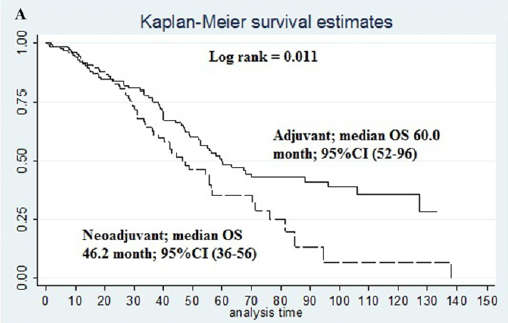 A
Kaplan-Meier survival estimates
Log rank = 0.011
Adjuvant; median OS 60.0
month; 95%CI (52-96)
Neoadjuvant; median OS
46.2 month; 95%CI (36-56)
1.00
0.75
0.50
0.25
0.00
0 10 20 30 40 50 60 70 80 90 100 110 120 130 140 150
analysis time